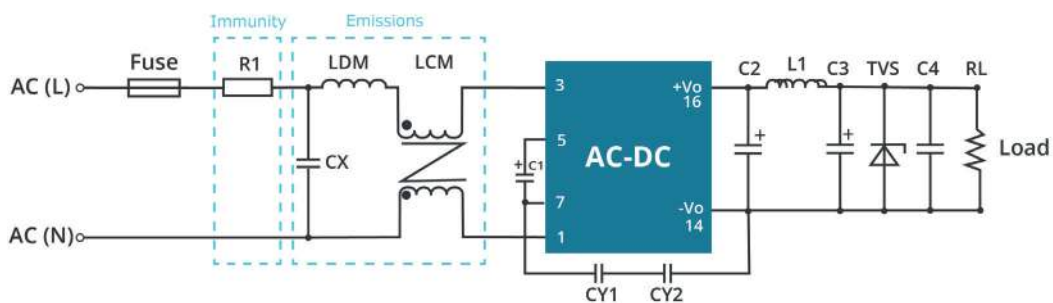 Immunity
Emissions
Fuse
R1
LDM
LCM
C2
L1
C3
TVS
C4
RL
AC (L)
3
+Vo
16
5
+
C1
AC-DC
+
+
Load
CX
7
-Vo
14
AC (N)
1
CY1
CY2